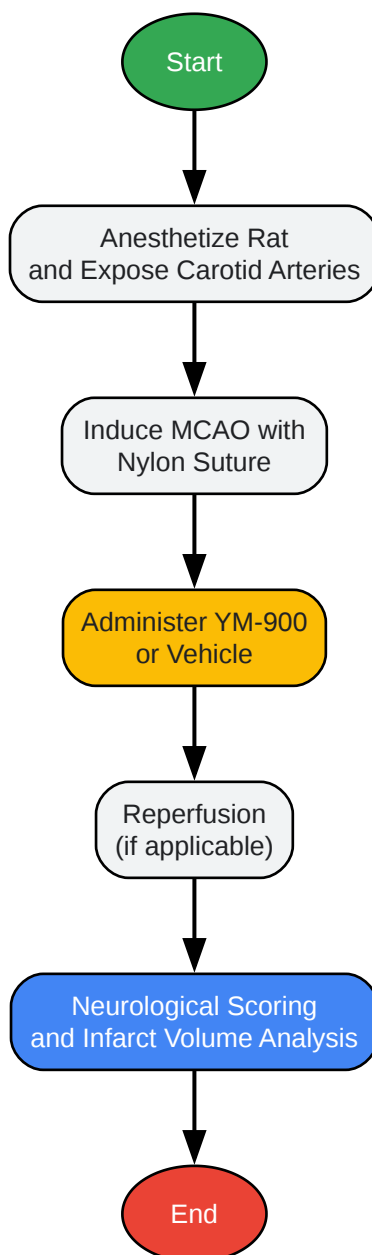 Start
Anesthetize Rat
and Expose Carotid Arteries
Induce MCAO with
Nylon Suture
Administer YM-900
or Vehicle
Reperfusion
(if applicable)
Neurological Scoring
and Infarct Volume Analysis
End